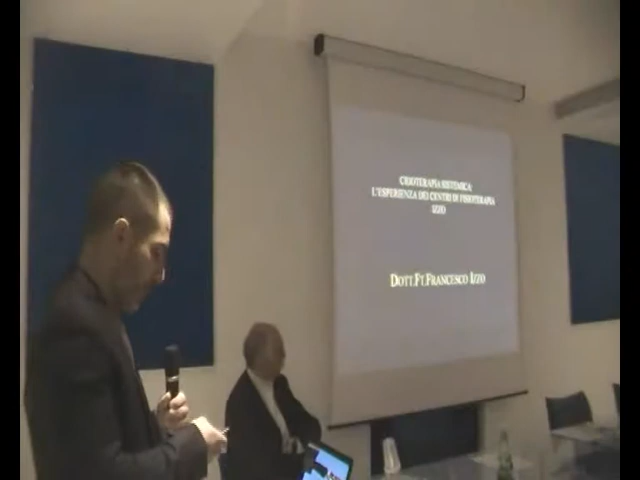 CRIOTERAPIA SISTEMICA:
L'ESPERIENZA DEI CENTRI DI FISIOTERAPIA
IZZO
DOTT.FT.FRANCESCO IZZO